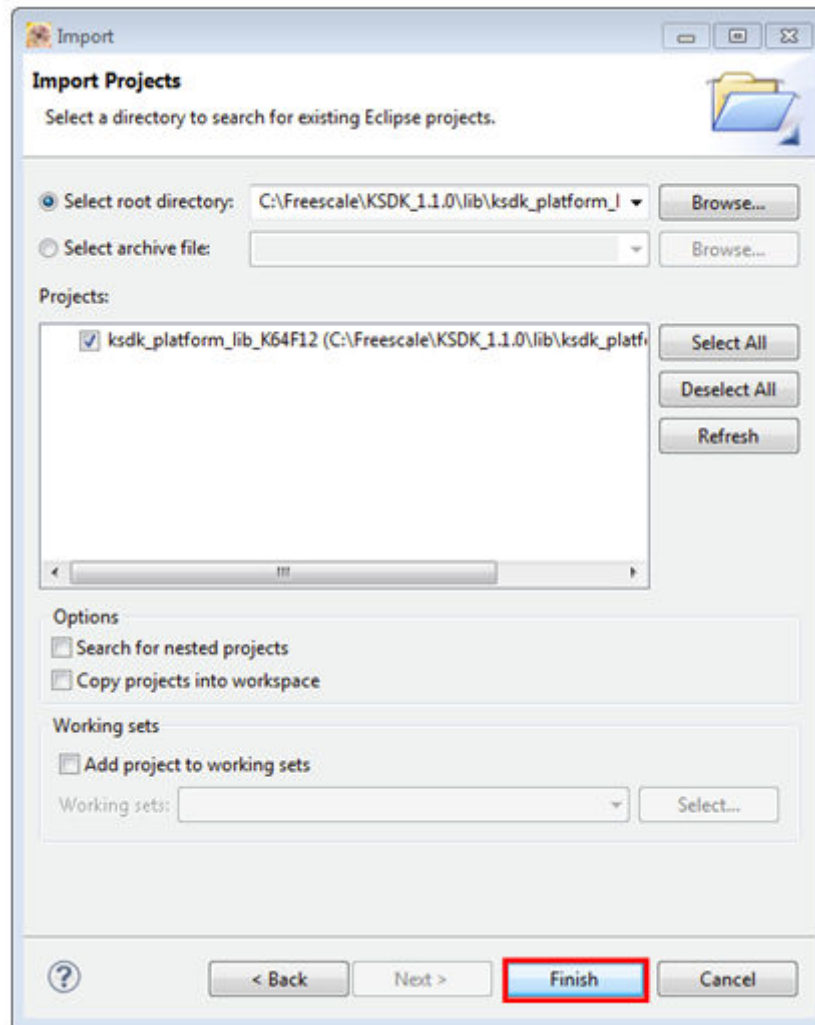 Import
Import Projects
Select a directory to search for existing Eclipse projects.
Select root directory: C:\Freescale\KSDK_1.1.0\lib\ksdk_platform_l Browse...
Select archive file: Browse...
Projects:
ksdk_platform_lib_K64F12 (C:\Freescale\KSDK_1.1.0\lib\ksdk_platf
Select All
Deselect All
Refresh
Options
Search for nested projects
Copy projects into workspace
Working sets
Add project to working sets
Working sets: Select...
? < Back Next > Finish Cancel